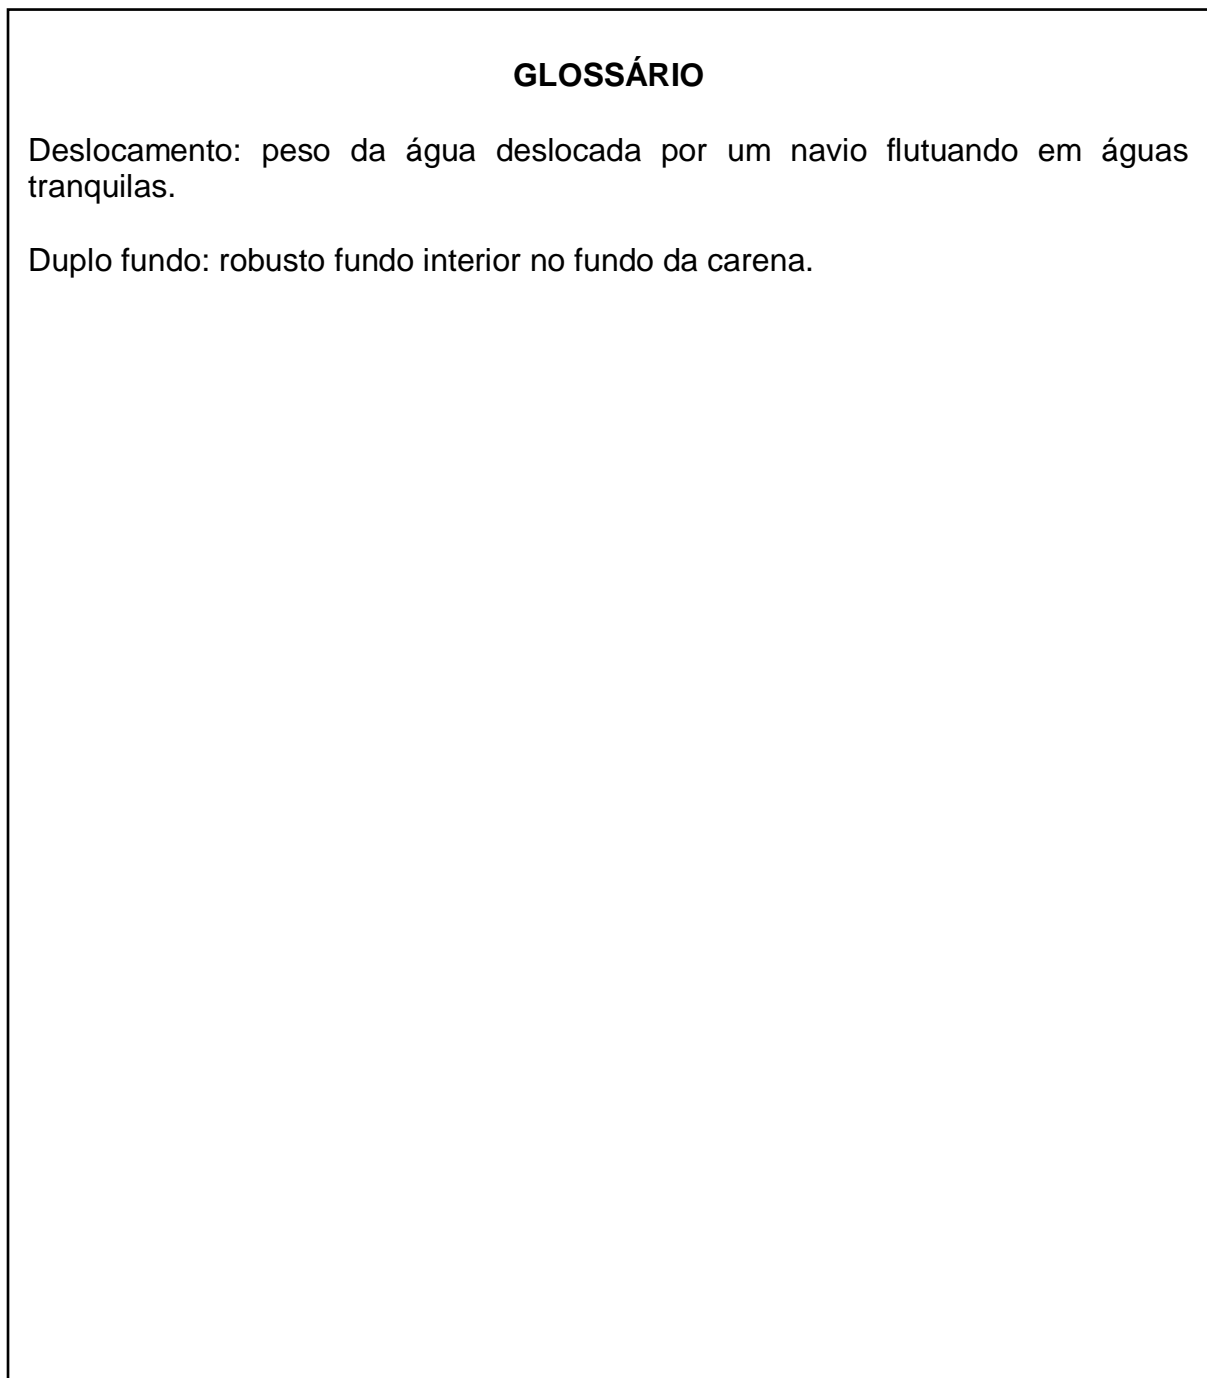 GLOSSÁRIO
Deslocamento: peso da água deslocada por um navio flutuando em águas
tranquilas.
Duplo fundo: robusto fundo interior no fundo da carena.